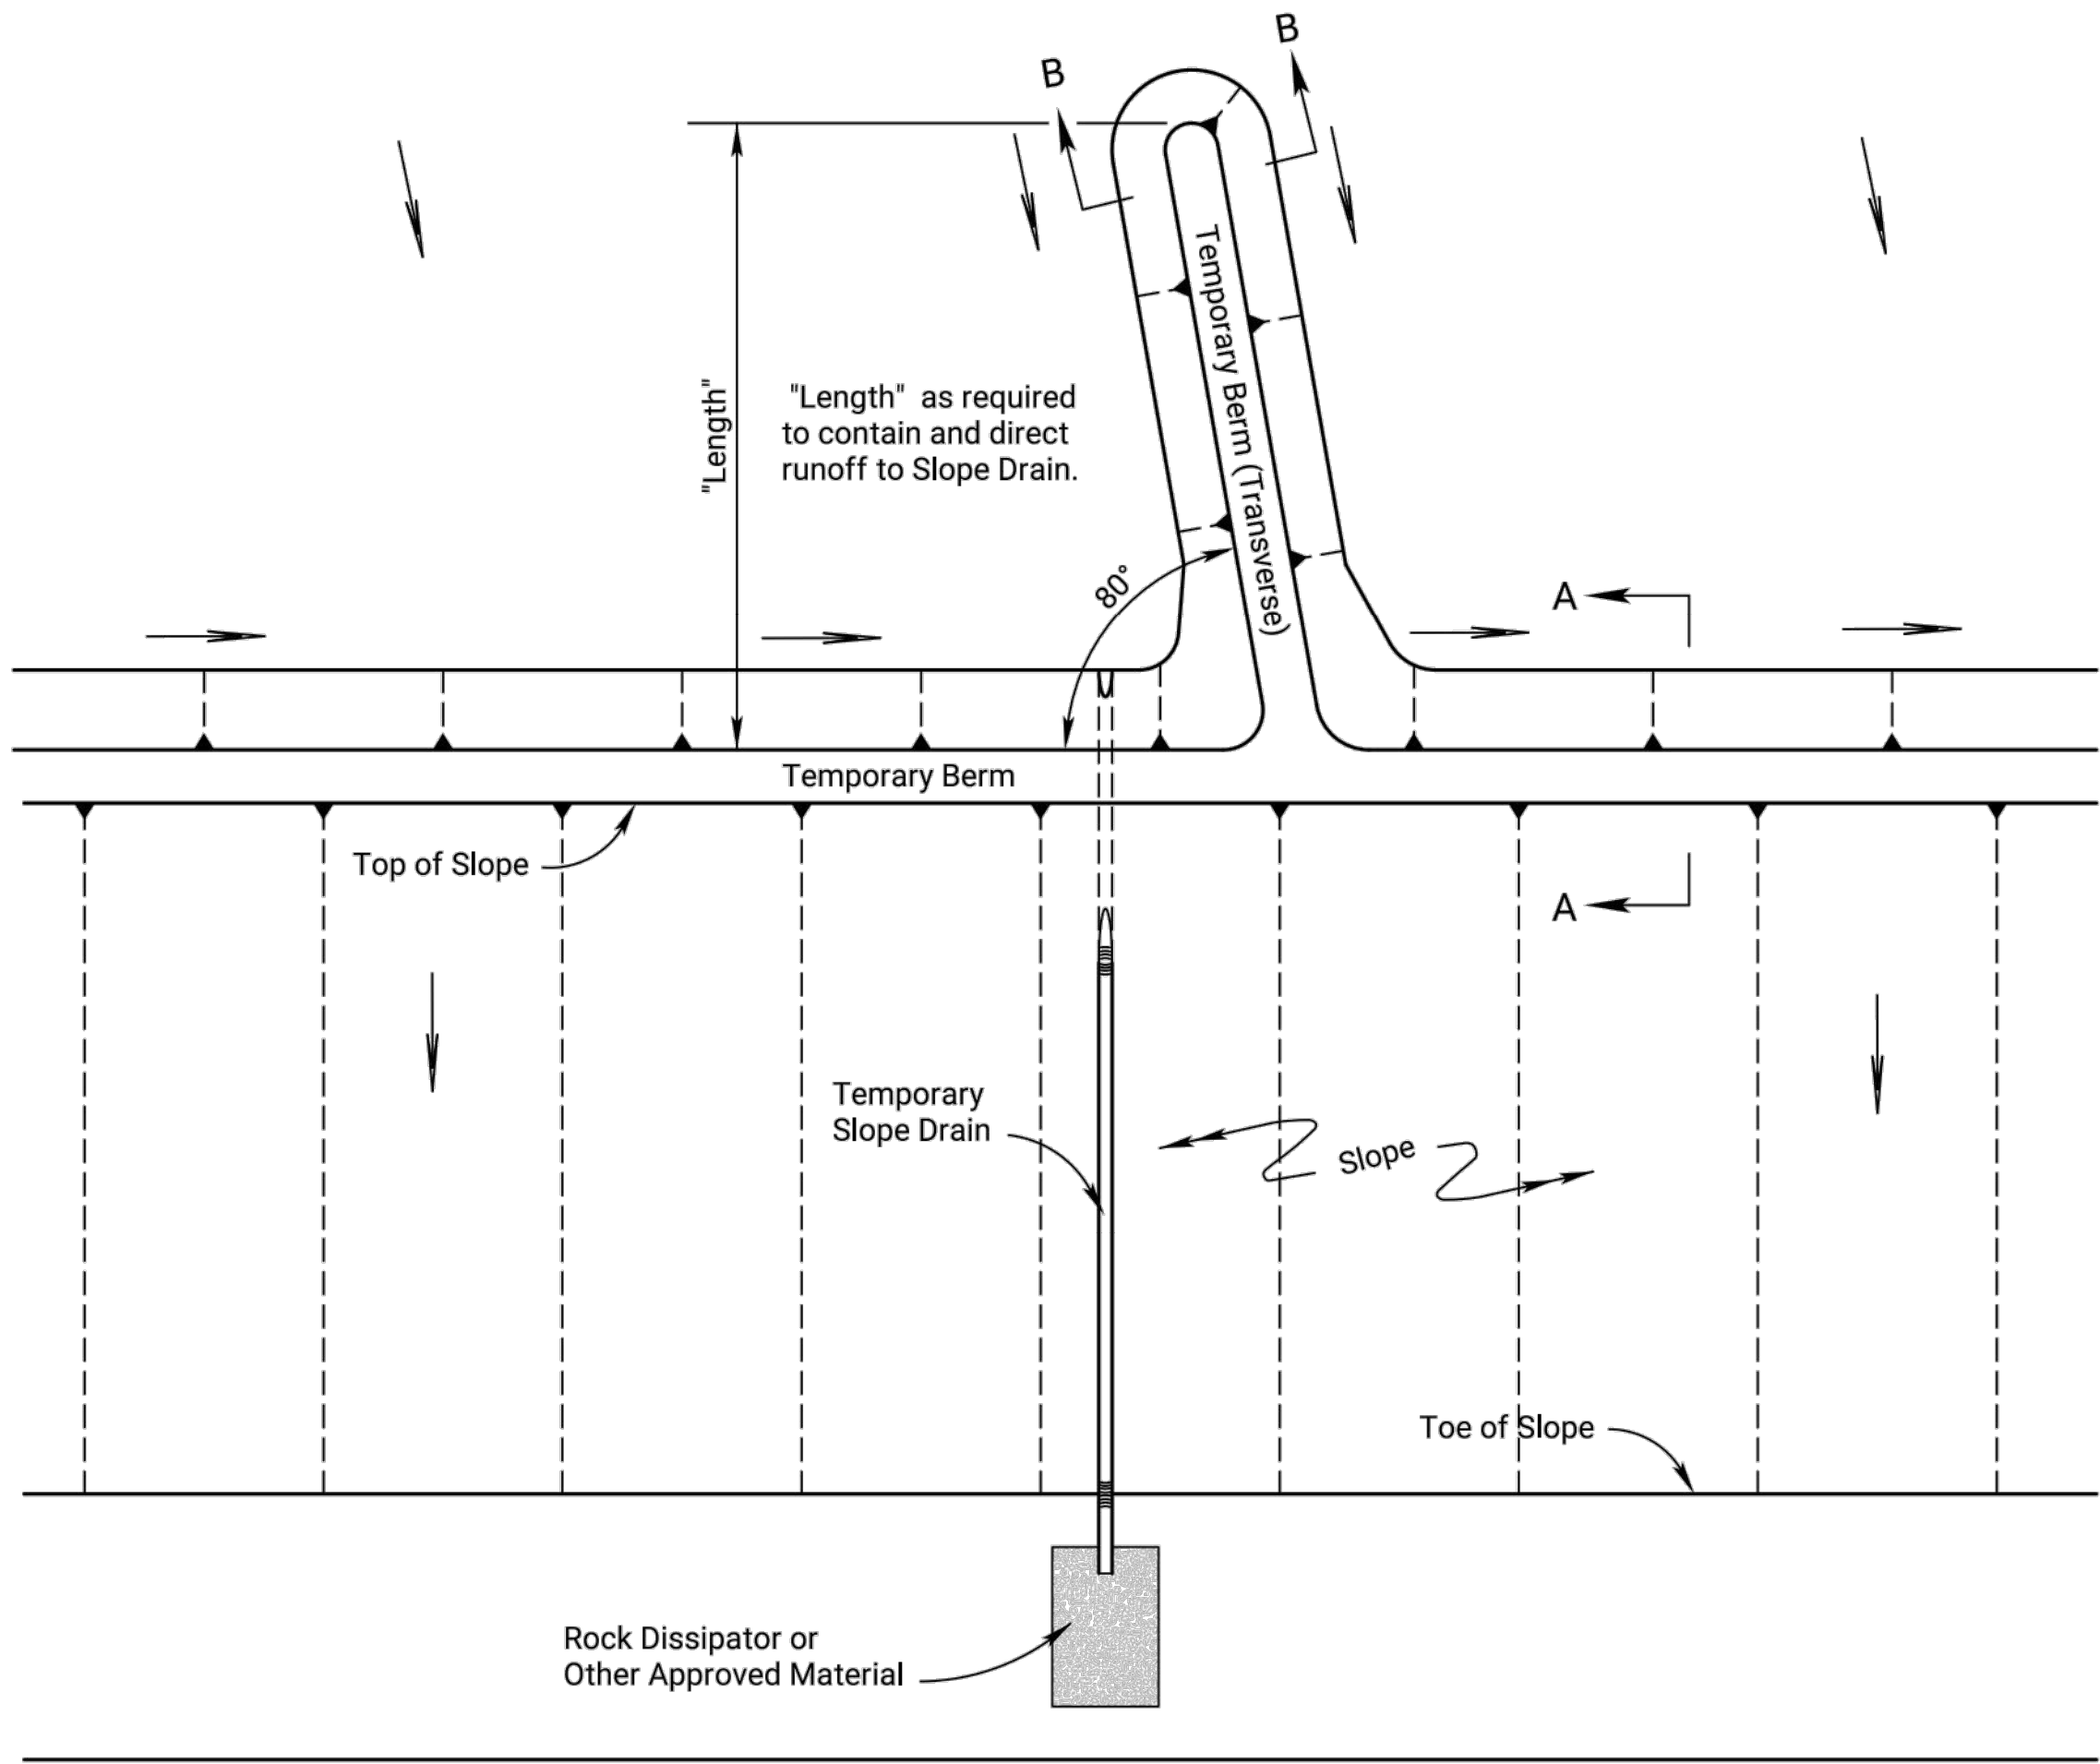 B
B
"Length"
"Length" as required
to contain and direct
runoff to Slope Drain.
Temporary Berm (Transverse)
80°
A
Temporary Berm
Top of Slope
A
Temporary
Slope Drain
Slope
Toe of Slope
Rock Dissipator or
Other Approved Material